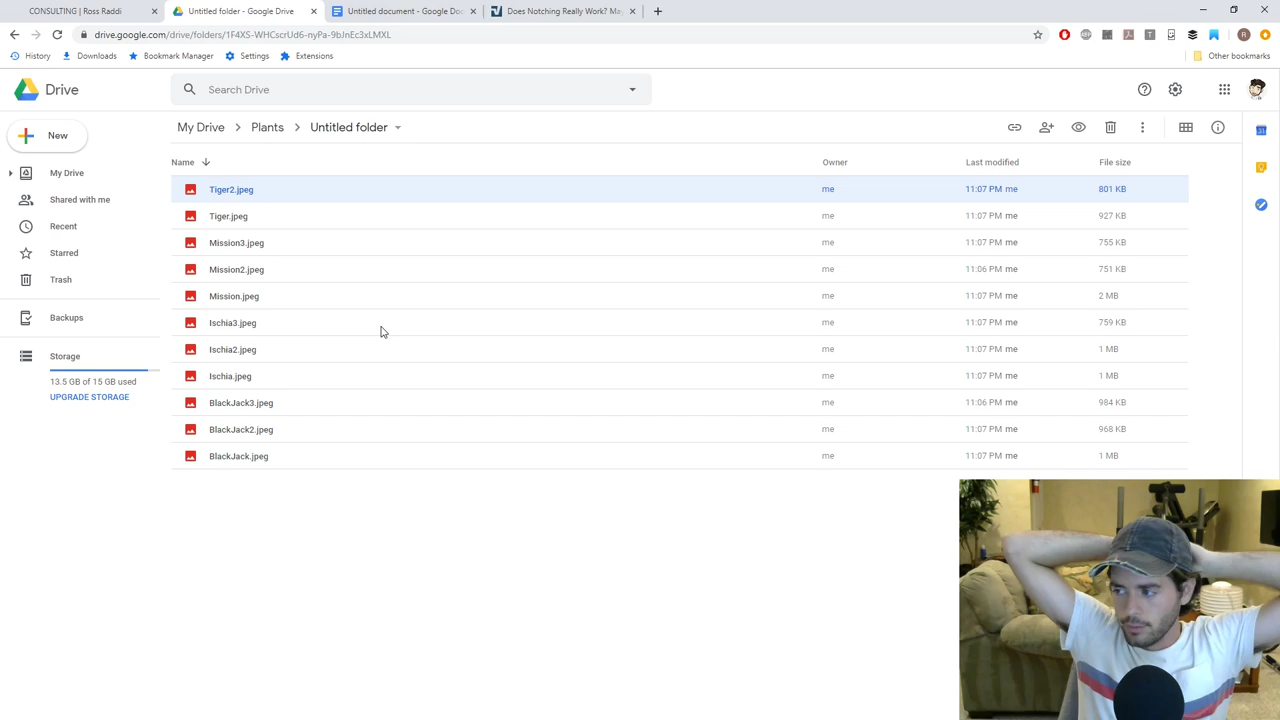 CONSULTING | Ross Raddi
Untitled folder - Google Drive
Untitled document - Google Doc
Does Notching Really Work? Ma
drive.google.com/drive/folders/1F4XS-WHCscrUd6-nyPa-9bJnEc3xLMXL
History Downloads Bookmark Manager Settings Extensions Other bookmarks
Drive
Search Drive
New
My Drive > Plants > Untitled folder
Name Owner Last modified File size
My Drive
Shared with me
Recent
Starred
Trash
Backups
Storage
13.5 GB of 15 GB used
UPGRADE STORAGE
Tiger2.jpeg me 11:07 PM me 801 KB
Tiger.jpeg me 11:07 PM me 927 KB
Mission3.jpeg me 11:07 PM me 755 KB
Mission2.jpeg me 11:06 PM me 751 KB
Mission.jpeg me 11:07 PM me 2 MB
Ischia3.jpeg me 11:07 PM me 759 KB
Ischia2.jpeg me 11:07 PM me 1 MB
Ischia.jpeg me 11:07 PM me 1 MB
BlackJack3.jpeg me 11:06 PM me 984 KB
BlackJack2.jpeg me 11:07 PM me 968 KB
BlackJack.jpeg me 11:07 PM me 1 MB